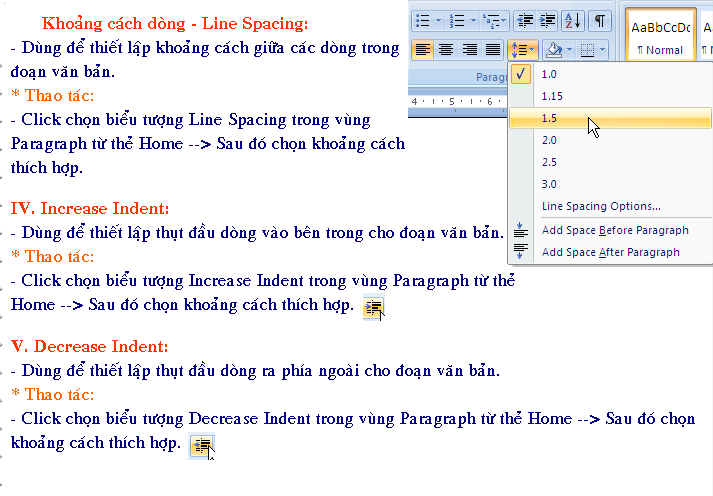 Khoảng cách dòng - Line Spacing:
- Dùng để thiết lập khoảng cách giữa các dòng trong
đoạn văn bản.
* Thao tác:
- Click chọn biểu tượng Line Spacing trong vùng
Paragraph từ thẻ Home --> Sau đó chọn khoảng cách
thích hợp.
AaBbCcDc
¶ Normal
¶
Paragr
4 · 5 · 6 ·
1.0
1.15
1.5
2.0
2.5
3.0
Line Spacing Options...
Add Space Before Paragraph
Add Space After Paragraph
IV. Increase Indent:
- Dùng để thiết lập thụt đầu dòng vào bên trong cho đoạn văn bản.
* Thao tác:
- Click chọn biểu tượng Increase Indent trong vùng Paragraph từ thẻ
Home --> Sau đó chọn khoảng cách thích hợp.
V. Decrease Indent:
- Dùng để thiết lập thụt đầu dòng ra phía ngoài cho đoạn văn bản.
* Thao tác:
- Click chọn biểu tượng Decrease Indent trong vùng Paragraph từ thẻ Home --> Sau đó chọn
khoảng cách thích hợp.